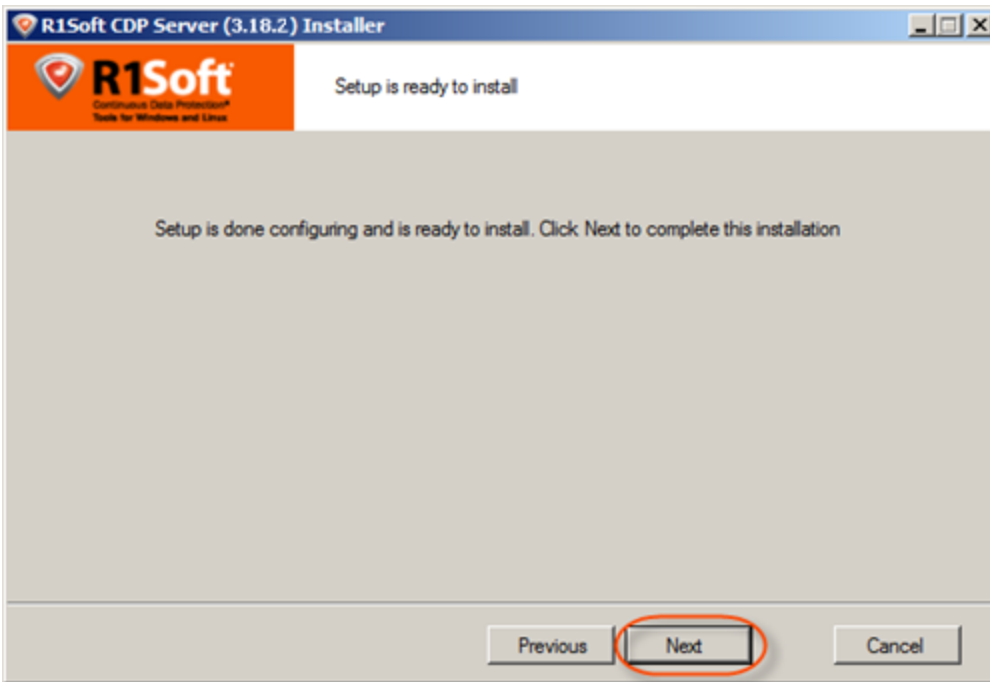 R1Soft CDP Server (3.18.2) Installer
R1Soft
Continuous Data Protection®
Tools for Windows and Linux
Setup is ready to install
Setup is done configuring and is ready to install. Click Next to complete this installation
Previous
Next
Cancel